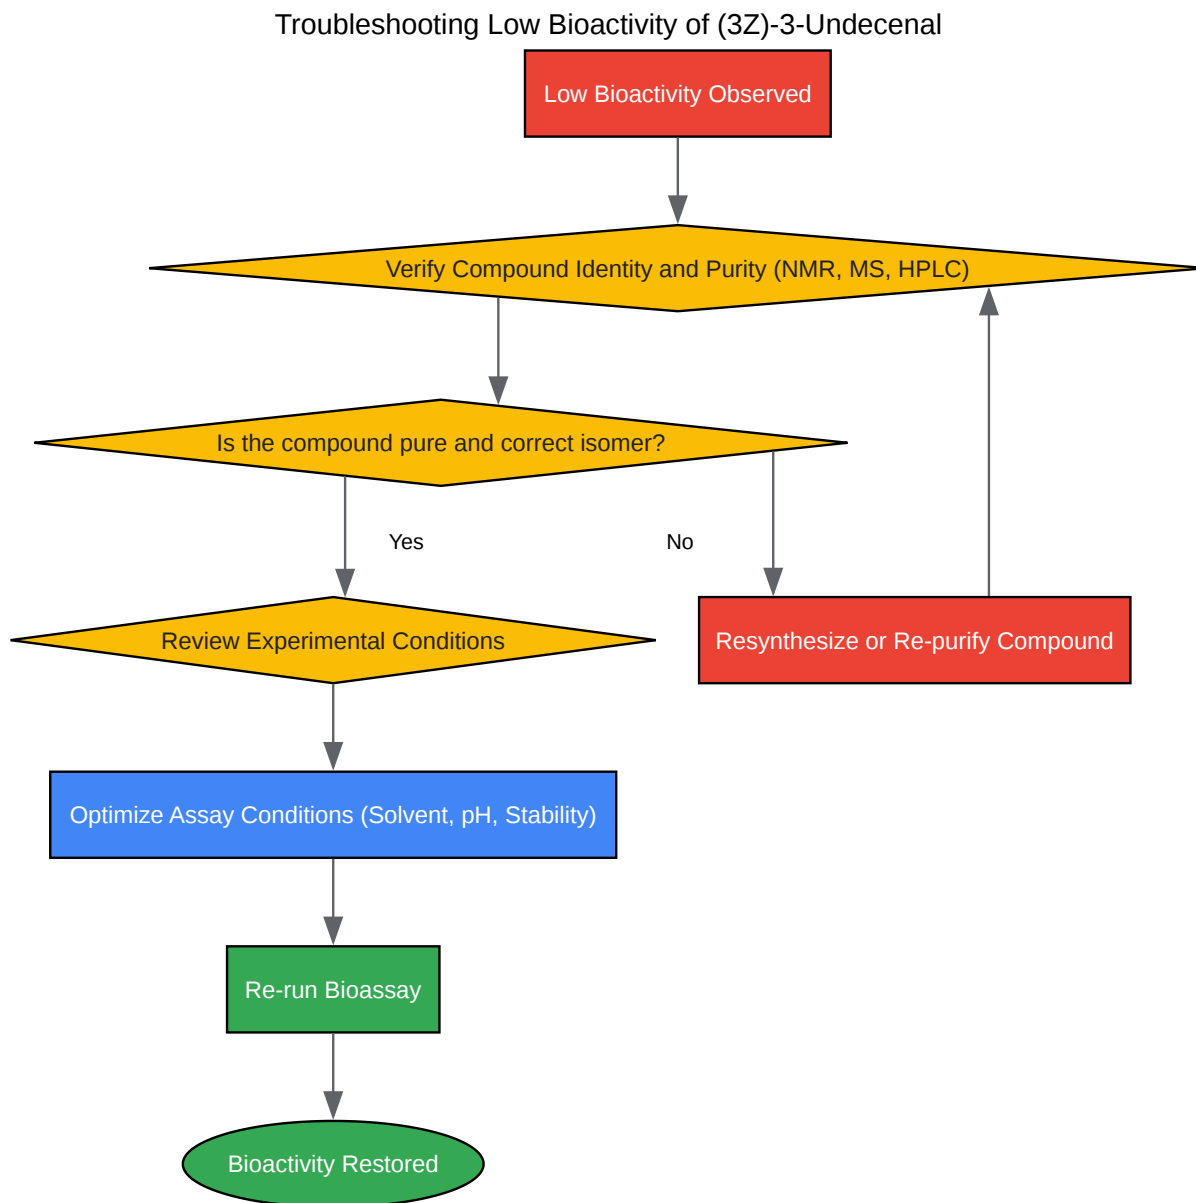 Troubleshooting Low Bioactivity of (3Z)-3-Undecenal
Low Bioactivity Observed
Verify Compound Identity and Purity (NMR, MS, HPLC)
Is the compound pure and correct isomer?
Yes
No
Review Experimental Conditions
Resynthesize or Re-purify Compound
Optimize Assay Conditions (Solvent, pH, Stability)
Re-run Bioassay
Bioactivity Restored